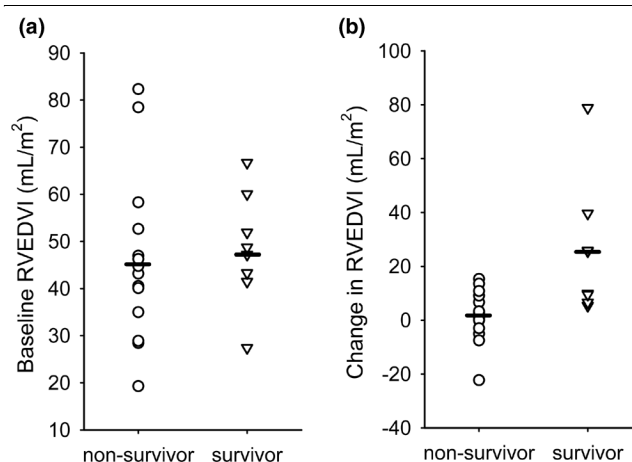 (a)
Baseline RVEDVI (mL/m²)
90
80
70
60
50
40
30
20
10
non-survivor survivor
(b)
Change in RVEDVI (mL/m²)
100
80
60
40
20
0
-20
-40
non-survivor survivor